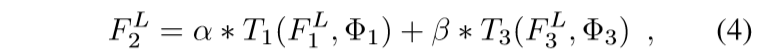 F_2^L = α * T_1(F_1^L, Φ_1) + β * T_3(F_3^L, Φ_3) , (4)